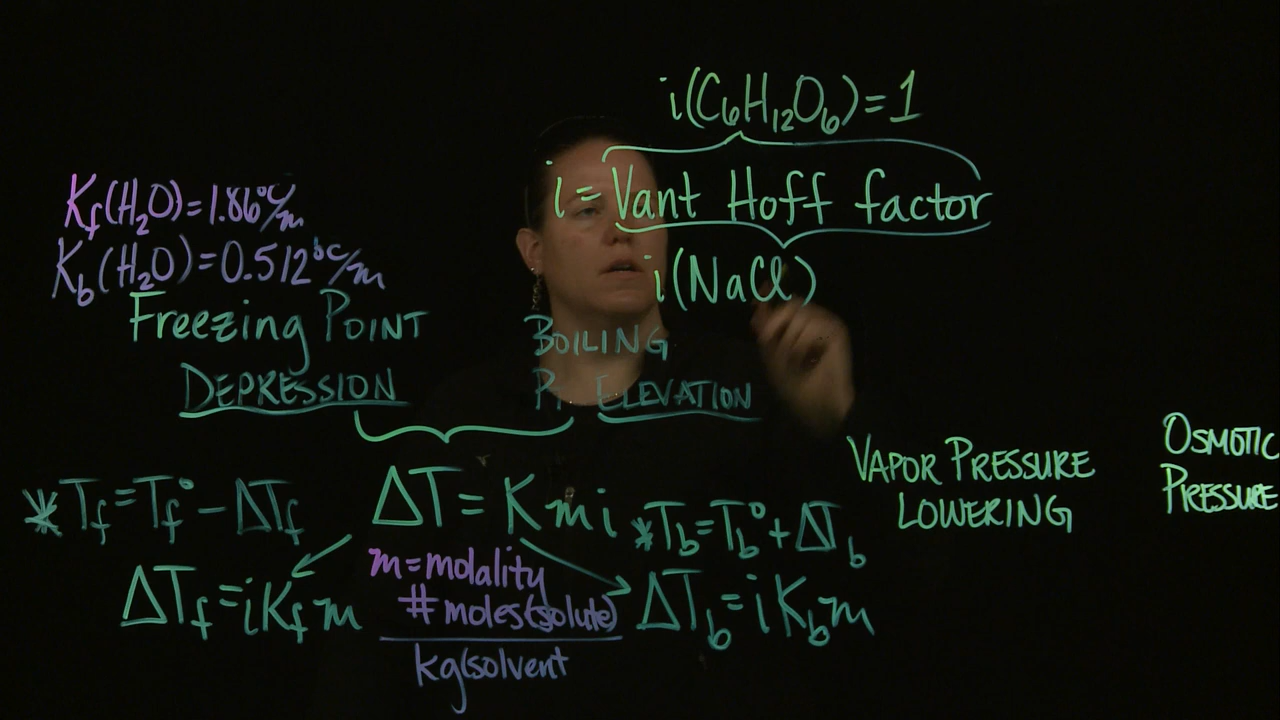 i(C₆H₁₂O₆)=1
i = Vant Hoff factor
i(NaCl)
Kf(H₂O)=1.86°C/m
Kb(H₂O)=0.512°C/m
Freezing POINT
DEPRESSION
BOILING
PT ELEVATION
VAPOR PRESSURE
LOWERING
OSMOTIC
PRESSURE
*Tf=Tf°-ΔTf
ΔT=Kmi
*Tb=Tb°+ΔTb
ΔTf=iKfm
m=molality
# moles(solute)
kg(solvent
ΔTb=iKbm